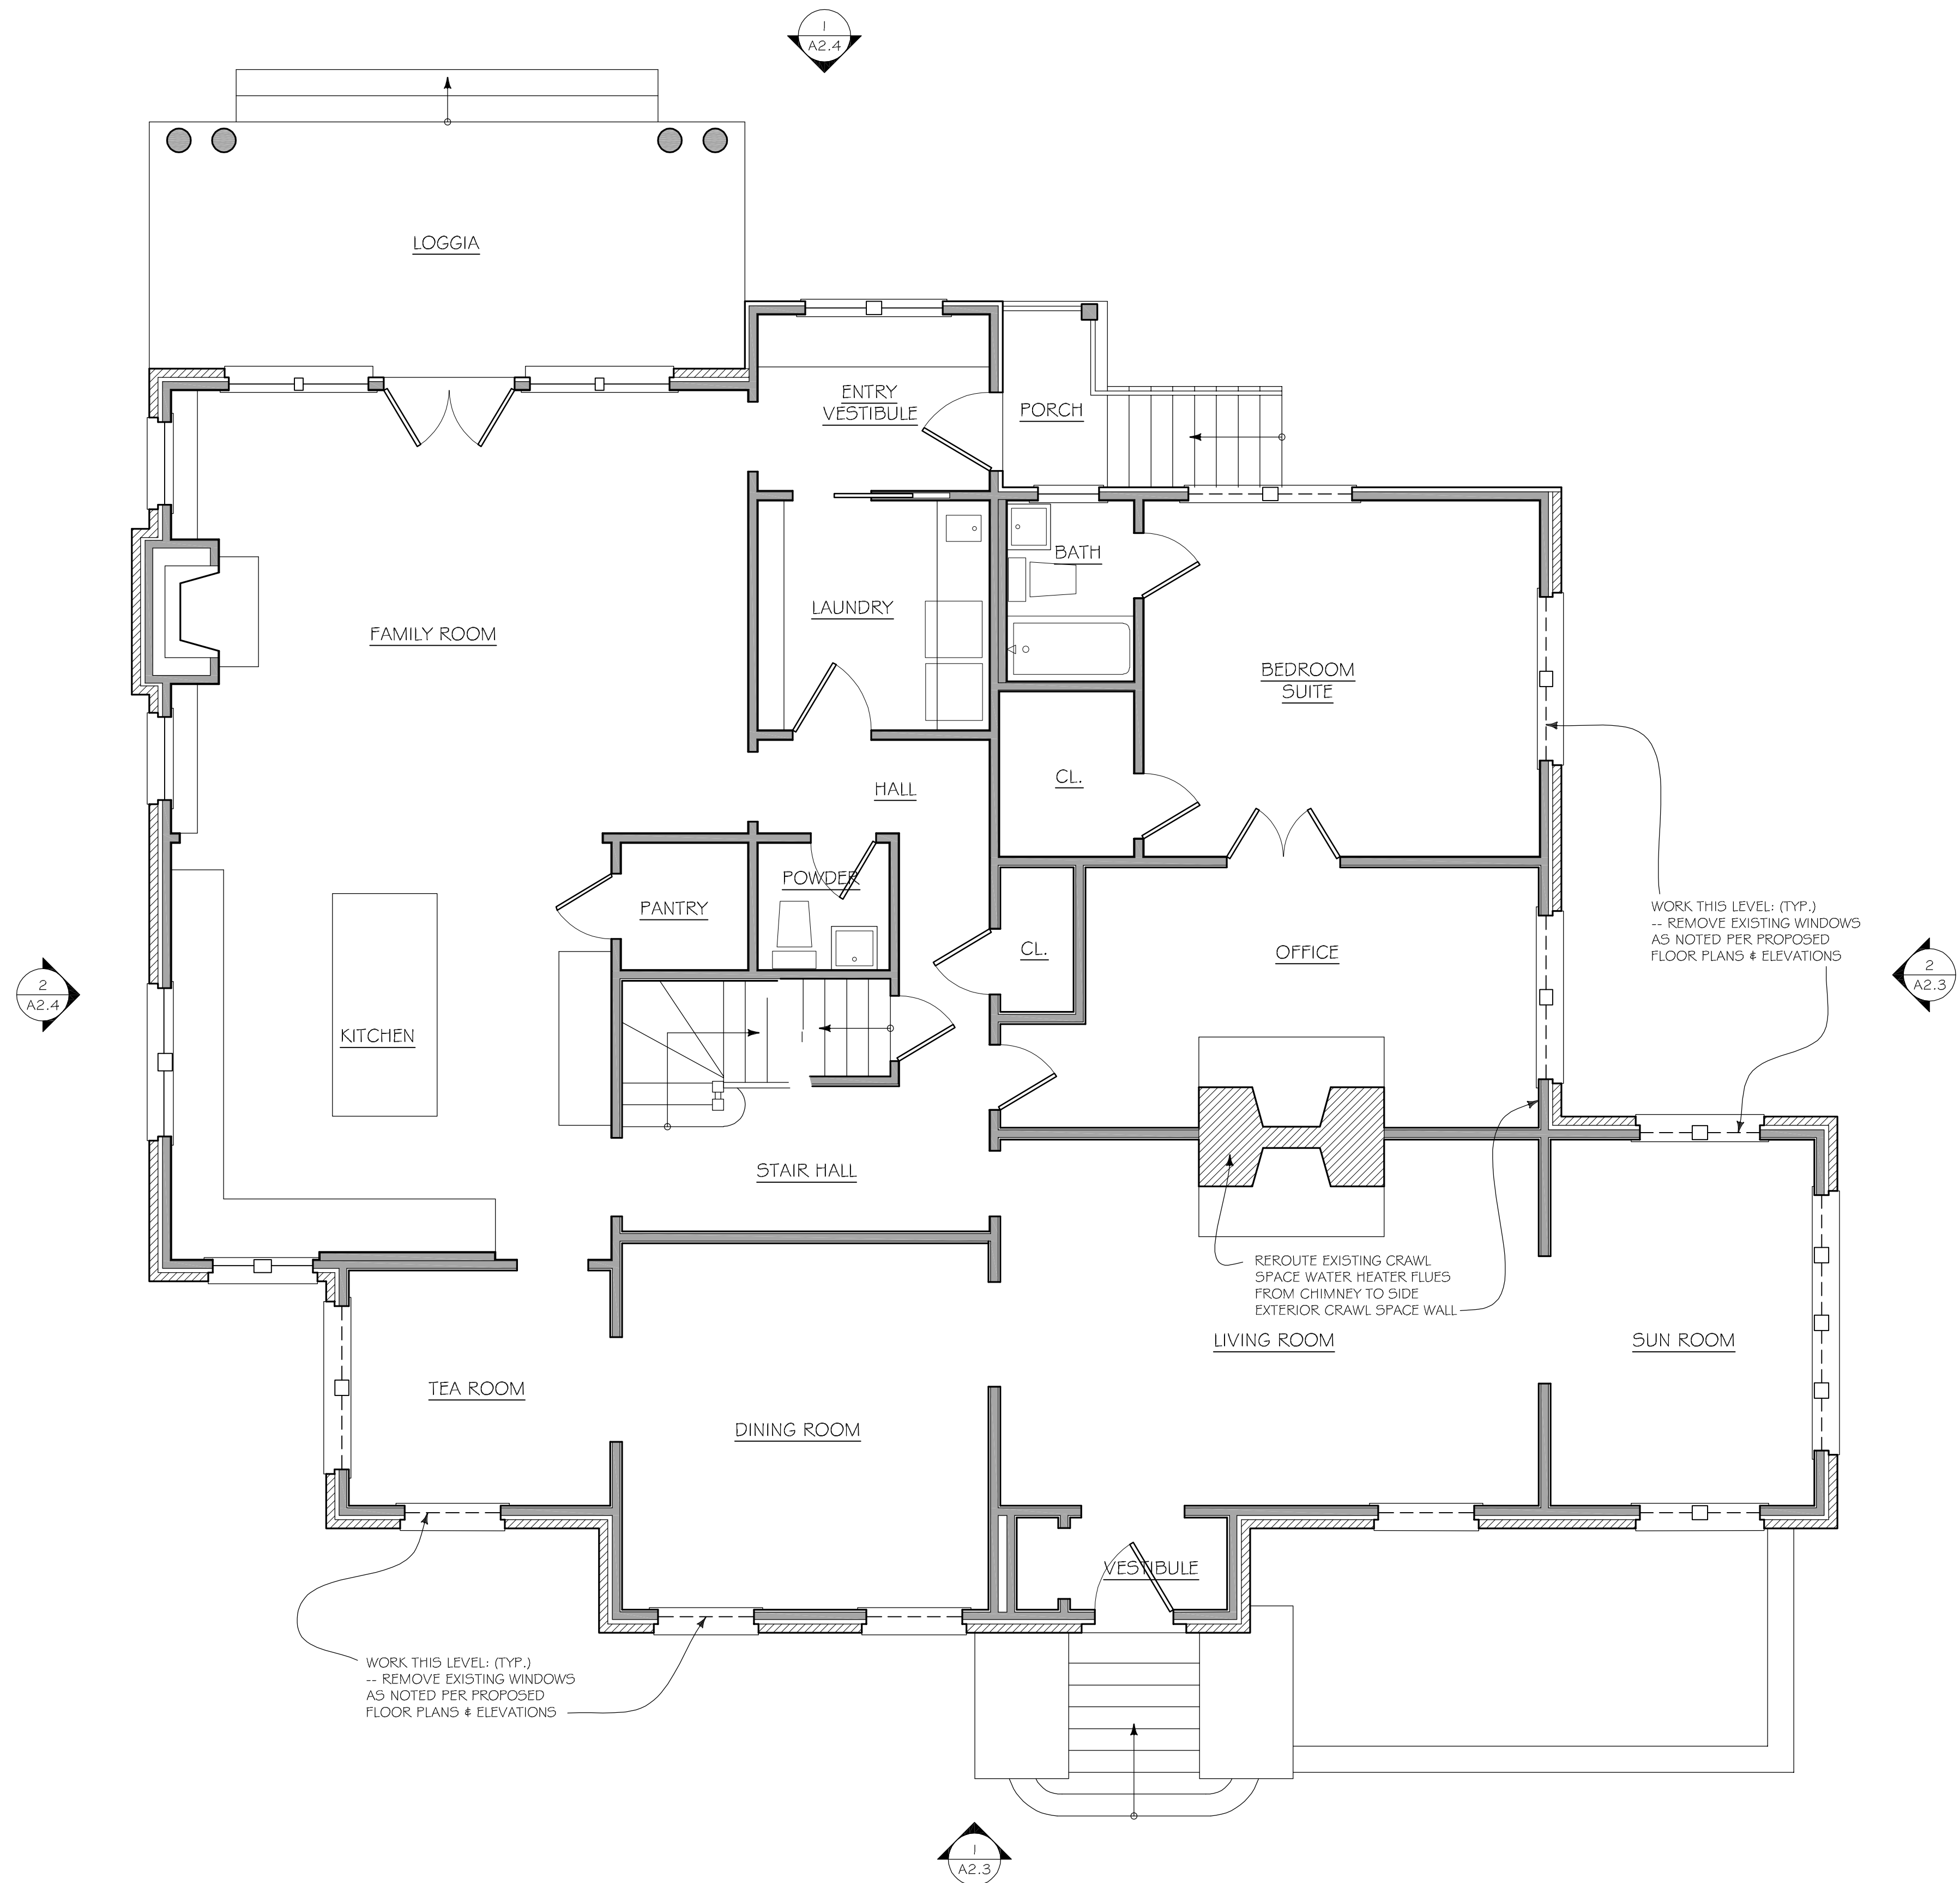 1
A2.4
LOGGIA
ENTRY
VESTIBULE
PORCH
BATH
LAUNDRY
FAMILY ROOM
BEDROOM
SUITE
CL.
HALL
POWDER
PANTRY
CL.
OFFICE
WORK THIS LEVEL: (TYP.)
-- REMOVE EXISTING WINDOWS
AS NOTED PER PROPOSED
FLOOR PLANS & ELEVATIONS
2
A2.4
2
A2.3
KITCHEN
STAIR HALL
REROUTE EXISTING CRAWL
SPACE WATER HEATER FLUES
FROM CHIMNEY TO SIDE
EXTERIOR CRAWL SPACE WALL
LIVING ROOM
SUN ROOM
TEA ROOM
DINING ROOM
VESTIBULE
WORK THIS LEVEL: (TYP.)
-- REMOVE EXISTING WINDOWS
AS NOTED PER PROPOSED
FLOOR PLANS & ELEVATIONS
1
A2.3